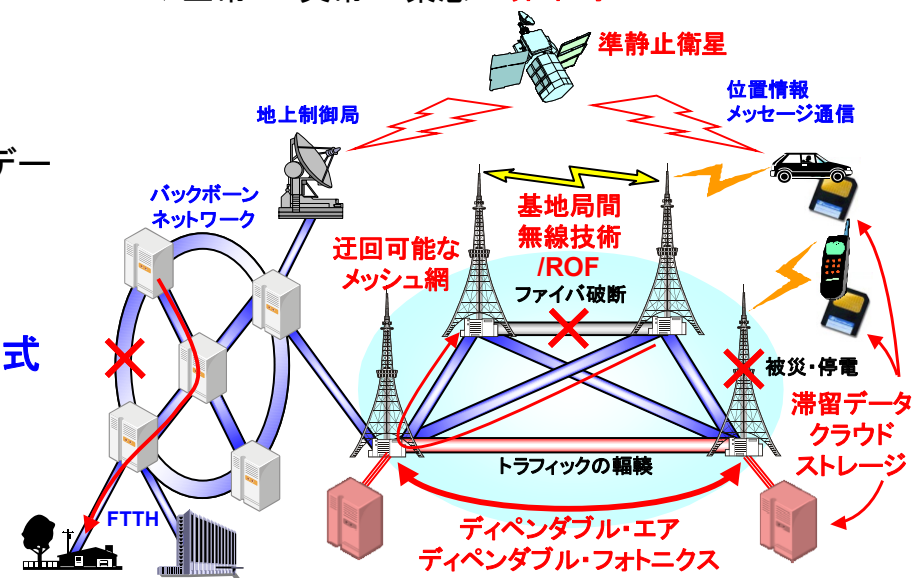 準静止衛星
位置情報
メッセージ通信
地上制御局
デー
バックボーン
ネットワーク
基地局間
無線技術
/ROF
迂回可能な
メッシュ網
ファイバ破断
式
被災・停電
滞留データ
クラウド
ストレージ
トラフィックの輻輳
FTTH
ディペンダブル・エア
ディペンダブル・フォトニクス